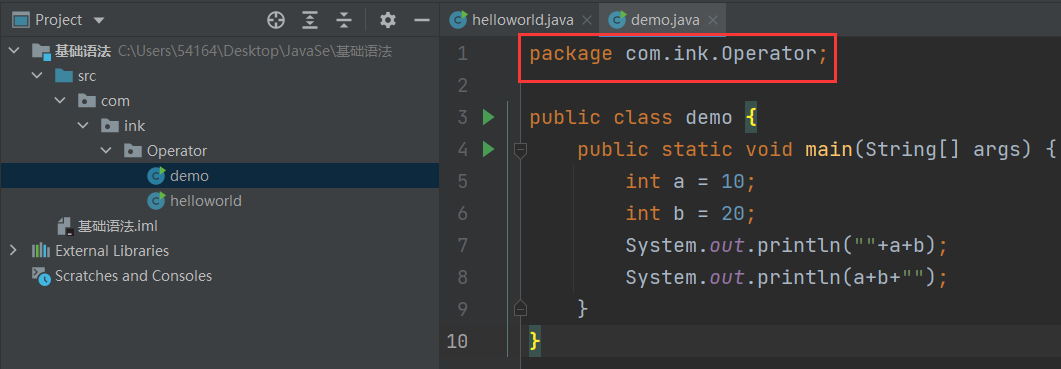 Project
基础语法 C:\Users\54164\Desktop\JavaSe\基础语法
src
com
ink
Operator
demo
helloworld
基础语法.iml
External Libraries
Scratches and Consoles
helloworld.java demo.java
1 package com.ink.Operator;
2
3 public class demo {
4 public static void main(String[] args) {
5 int a = 10;
6 int b = 20;
7 System.out.println(""+a+b);
8 System.out.println(a+b+"");
9 }
10 }